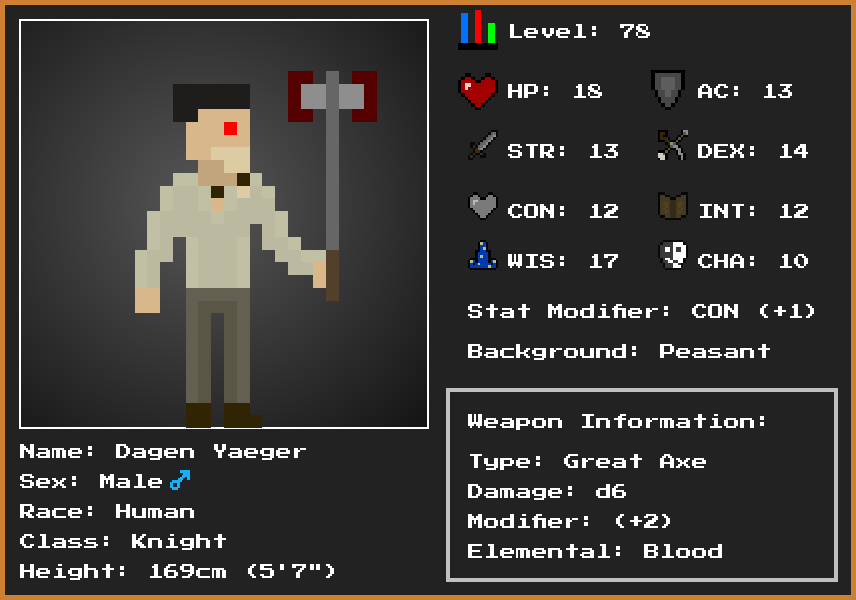 Level: 78
HP: 18
AC: 13
STR: 13
DEX: 14
CON: 12
INT: 12
WIS: 17
CHA: 10
Stat Modifier: CON (+1)
Background: Peasant
Weapon Information:
Type: Great Axe
Damage: d6
Modifier: (+2)
Elemental: Blood
Name: Dagen Yaeger
Sex: Male ♂
Race: Human
Class: Knight
Height: 169cm (5'7")